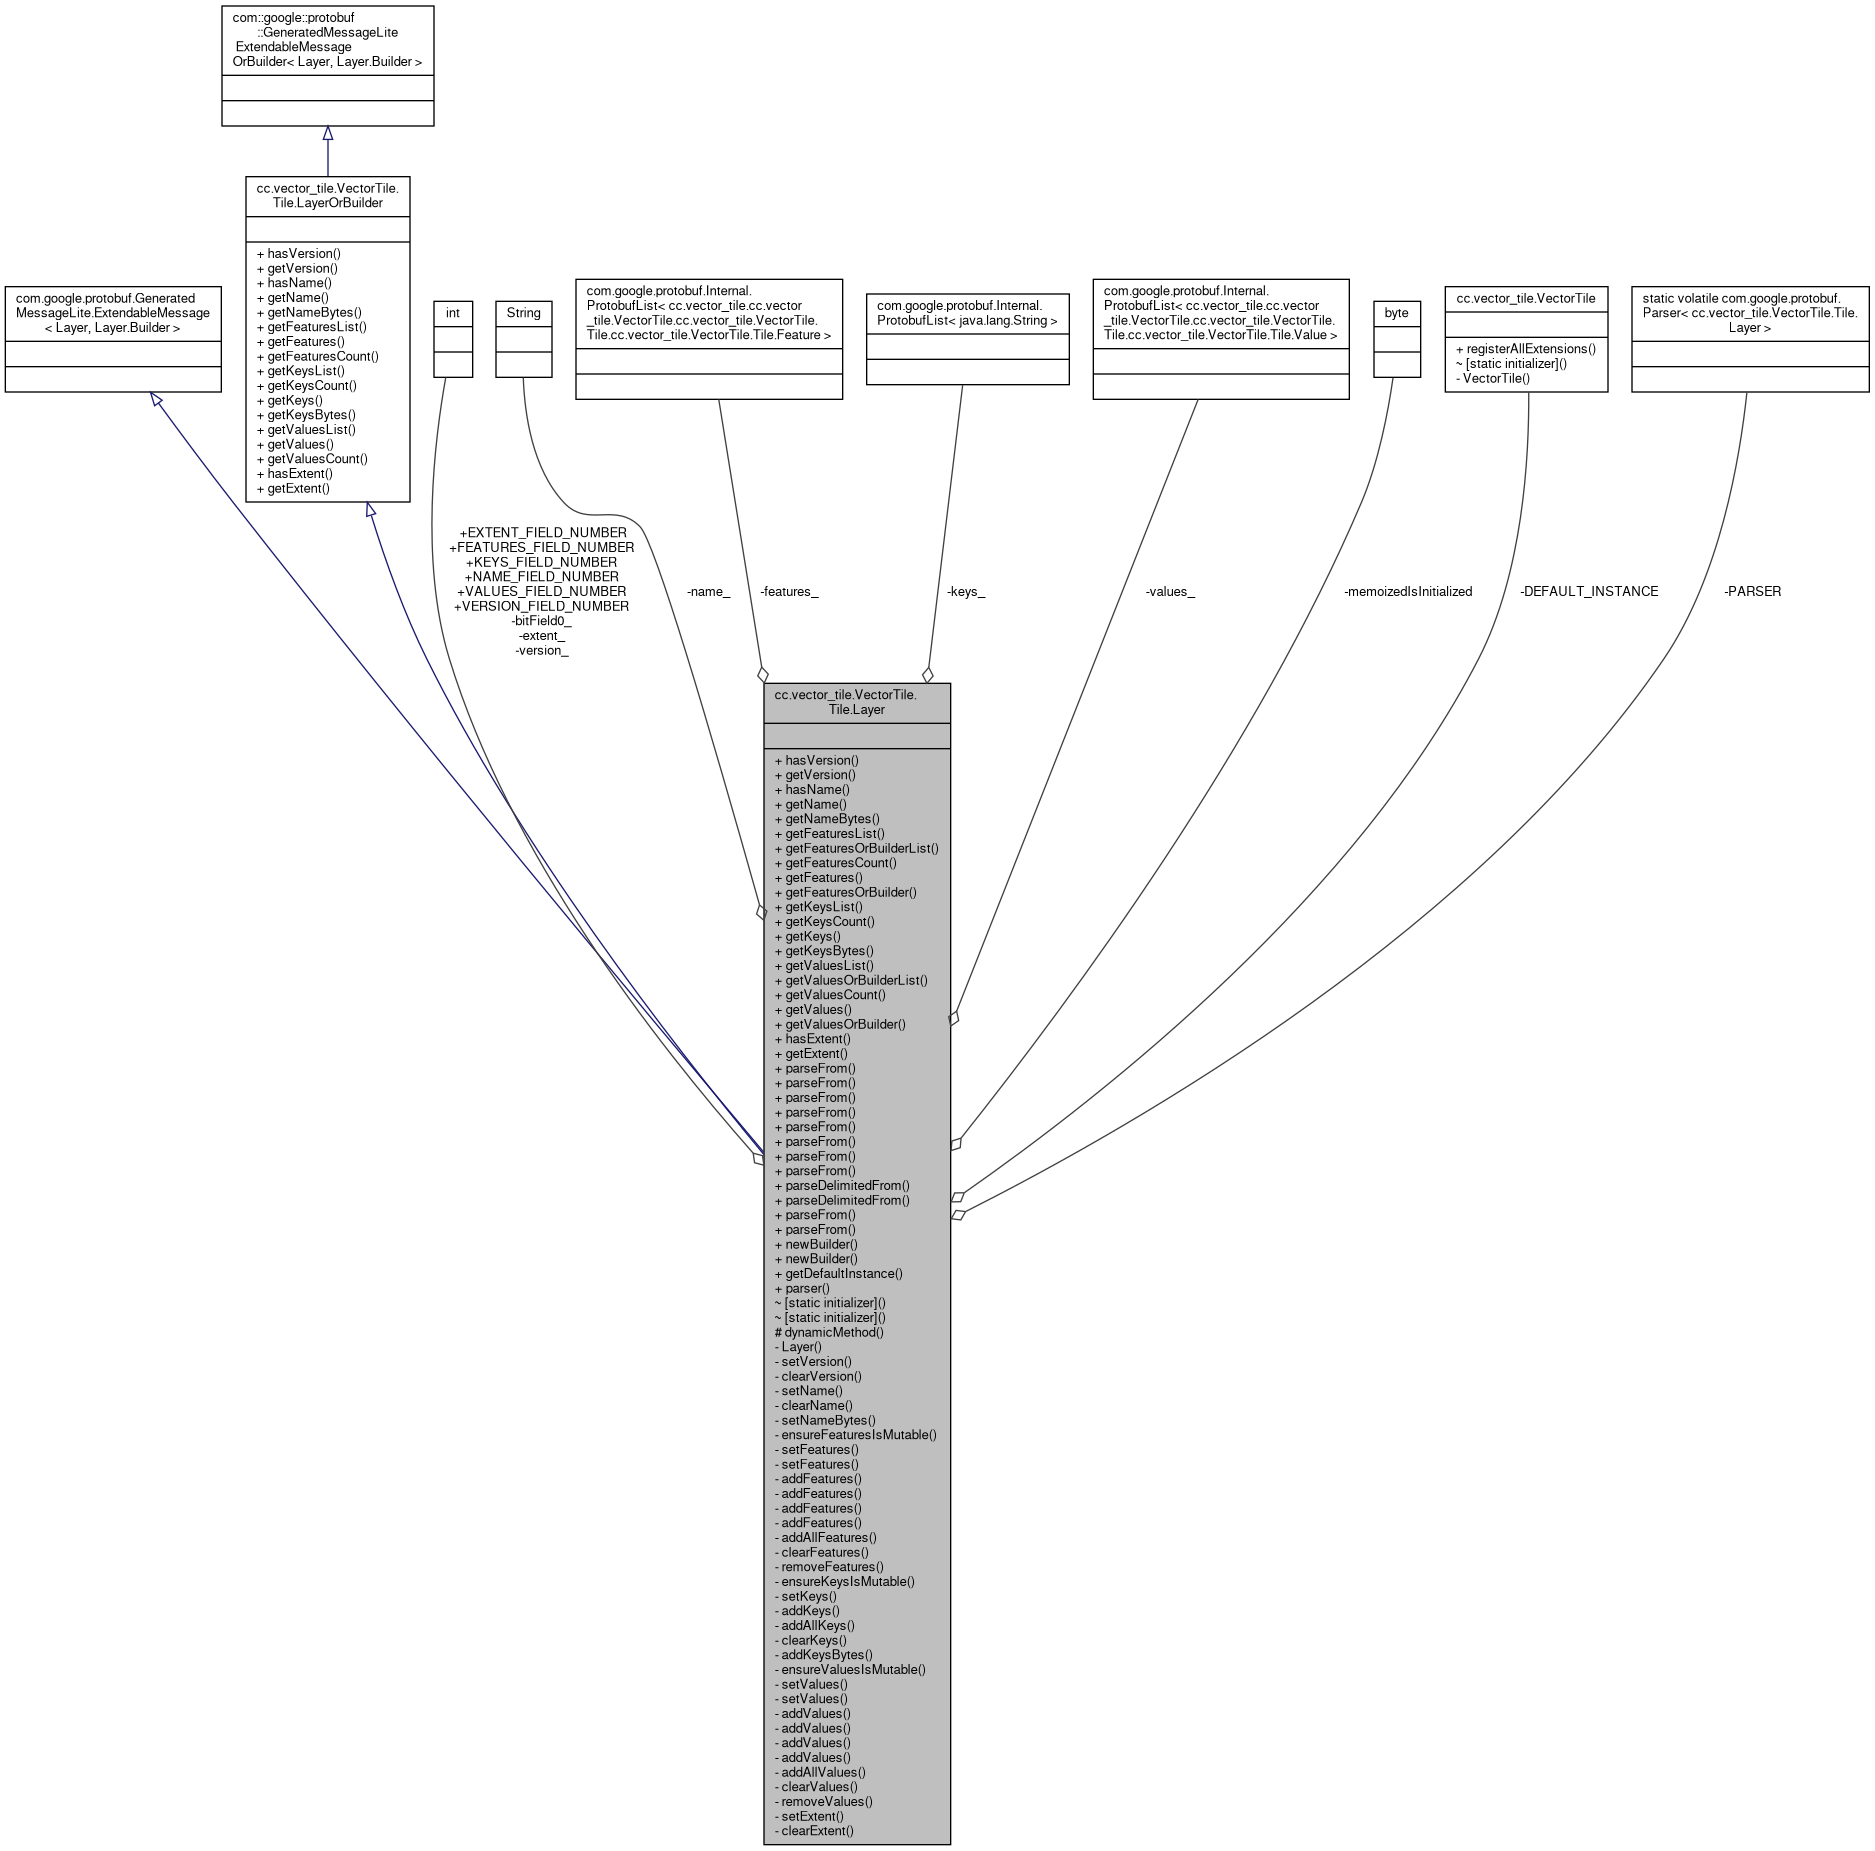 com::google::protobuf
::GeneratedMessageLite
ExtendableMessage
OrBuilder< Layer, Layer.Builder >
cc.vector_tile.VectorTile.
Tile.LayerOrBuilder
+ hasVersion()
+ getVersion()
+ hasName()
+ getName()
+ getNameBytes()
+ getFeaturesList()
+ getFeatures()
+ getFeaturesCount()
+ getKeysList()
+ getKeysCount()
+ getKeys()
+ getKeysBytes()
+ getValuesList()
+ getValues()
+ getValuesCount()
+ hasExtent()
+ getExtent()
com.google.protobuf.Generated
MessageLite.ExtendableMessage
< Layer, Layer.Builder >
int
String
com.google.protobuf.Internal.
ProtobufList< cc.vector_tile.cc.vector
_tile.VectorTile.cc.vector_tile.VectorTile.
Tile.cc.vector_tile.VectorTile.Tile.Feature >
com.google.protobuf.Internal.
ProtobufList< java.lang.String >
com.google.protobuf.Internal.
ProtobufList< cc.vector_tile.cc.vector
_tile.VectorTile.cc.vector_tile.VectorTile.
Tile.cc.vector_tile.VectorTile.Tile.Value >
byte
cc.vector_tile.VectorTile
+ registerAllExtensions()
~ [static initializer]()
- VectorTile()
static volatile com.google.protobuf.
Parser< cc.vector_tile.VectorTile.Tile.
Layer >
+EXTENT_FIELD_NUMBER
+FEATURES_FIELD_NUMBER
+KEYS_FIELD_NUMBER
+NAME_FIELD_NUMBER
+VALUES_FIELD_NUMBER
+VERSION_FIELD_NUMBER
-bitField0_
-extent_
-version_
-name_
-features_
-keys_
-values_
-memoizedIsInitialized
-DEFAULT_INSTANCE
-PARSER
cc.vector_tile.VectorTile.
Tile.Layer
+ hasVersion()
+ getVersion()
+ hasName()
+ getName()
+ getNameBytes()
+ getFeaturesList()
+ getFeaturesOrBuilderList()
+ getFeaturesCount()
+ getFeatures()
+ getFeaturesOrBuilder()
+ getKeysList()
+ getKeysCount()
+ getKeys()
+ getKeysBytes()
+ getValuesList()
+ getValuesOrBuilderList()
+ getValuesCount()
+ getValues()
+ getValuesOrBuilder()
+ hasExtent()
+ getExtent()
+ parseFrom()
+ parseFrom()
+ parseFrom()
+ parseFrom()
+ parseFrom()
+ parseFrom()
+ parseFrom()
+ parseFrom()
+ parseDelimitedFrom()
+ parseDelimitedFrom()
+ parseFrom()
+ parseFrom()
+ newBuilder()
+ newBuilder()
+ getDefaultInstance()
+ parser()
~ [static initializer]()
~ [static initializer]()
# dynamicMethod()
- Layer()
- setVersion()
- clearVersion()
- setName()
- clearName()
- setNameBytes()
- ensureFeaturesIsMutable()
- setFeatures()
- setFeatures()
- addFeatures()
- addFeatures()
- addFeatures()
- addFeatures()
- addAllFeatures()
- clearFeatures()
- removeFeatures()
- ensureKeysIsMutable()
- setKeys()
- addKeys()
- addAllKeys()
- clearKeys()
- addKeysBytes()
- ensureValuesIsMutable()
- setValues()
- setValues()
- addValues()
- addValues()
- addValues()
- addValues()
- addAllValues()
- clearValues()
- removeValues()
- setExtent()
- clearExtent()